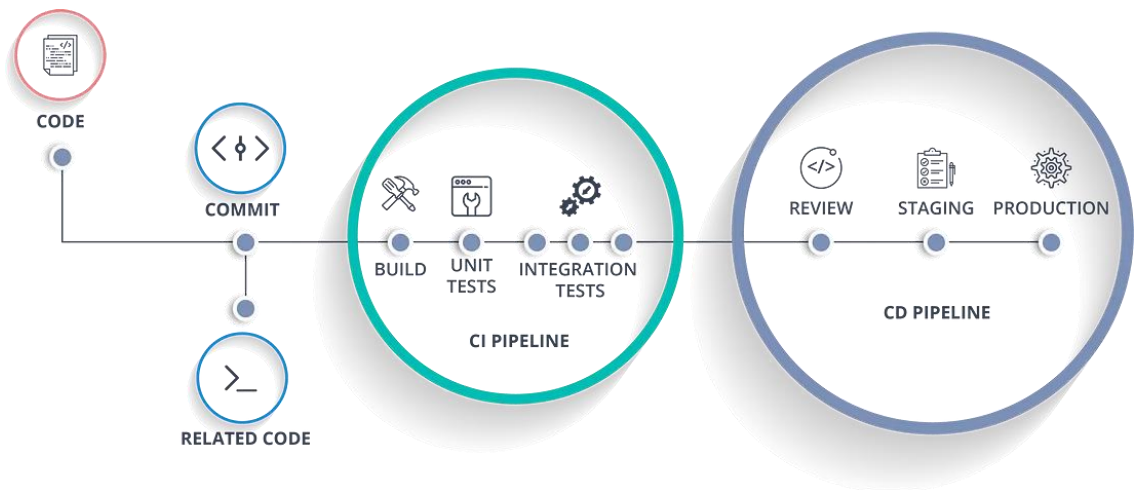 CODE
COMMIT
RELATED CODE
BUILD
UNIT
TESTS
INTEGRATION
TESTS
CI PIPELINE
REVIEW
STAGING
PRODUCTION
CD PIPELINE